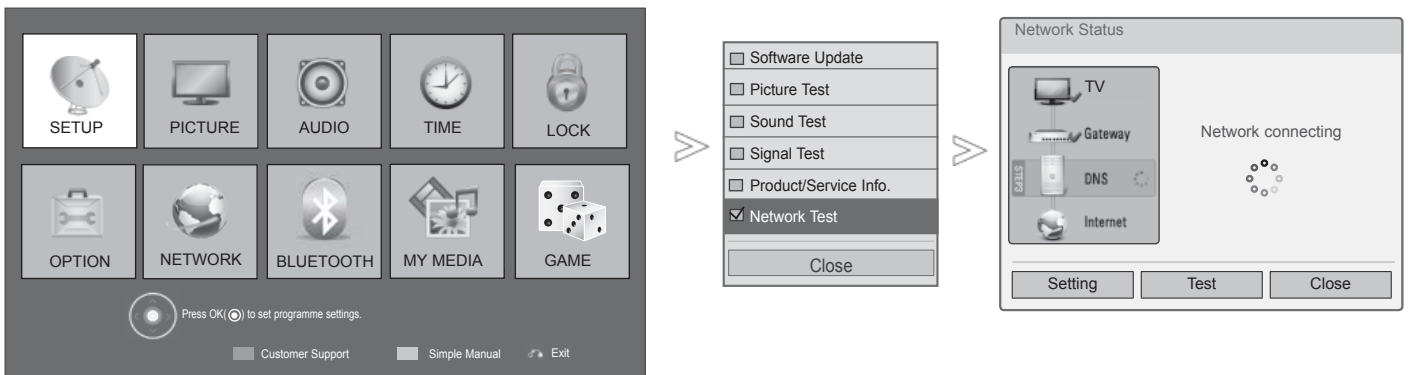 SETUP
PICTURE
AUDIO
TIME
LOCK
OPTION
NETWORK
BLUETOOTH
MY MEDIA
GAME
Press OK( ) to set programme settings.
Customer Support
Simple Manual
Exit
Software Update
Picture Test
Sound Test
Signal Test
Product/Service Info.
Network Test
Close
Network Status
TV
Gateway
STEP3
DNS
Internet
Network connecting
Setting
Test
Close